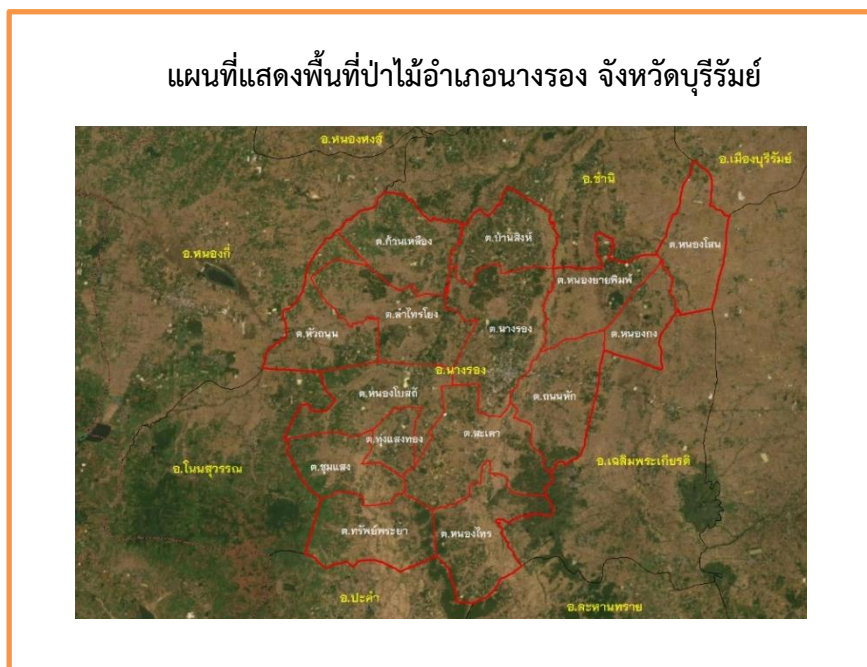 แผนที่แสดงพื้นที่ป่าไม้อำเภอนางรอง จังหวัดบุรีรัมย์
อ.หนองหงส์
อ.เมืองบุรีรัมย์
อ.ชำนิ
ต.ก้านเหลือง
ต.บ้านสิงห์
ต.หนองโสน
อ.หนองกี่
ต.หนองยายพิมพ์
ต.ลำไทรโยง
ต.หัวถนน
ต.นางรอง
ต.หนองกง
อ.นางรอง
ต.หนองโบสถ์
ต.ถนนหัก
ต.สะเดา
ต.ทุ่งแสงทอง
อ.โนนสุวรรณ
ต.ชุมแสง
อ.เฉลิมพระเกียรติ
ต.ทรัพย์พระยา
ต.หนองไทร
อ.ปะคำ
อ.ละหานทราย